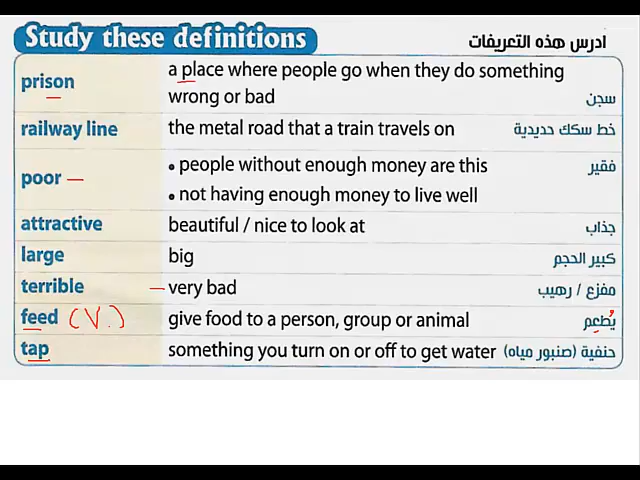 Study these definitions ادرس هذه التعريفات
prison a place where people go when they do something
wrong or bad سجن
railway line the metal road that a train travels on خط سكك حديدية
poor • people without enough money are this فقير
• not having enough money to live well
attractive beautiful / nice to look at جذاب
large big كبير الحجم
terrible very bad مفزع / رهيب
feed (V.) give food to a person, group or animal يُطعِم
tap something you turn on or off to get water حنفية (صنبور مياه)